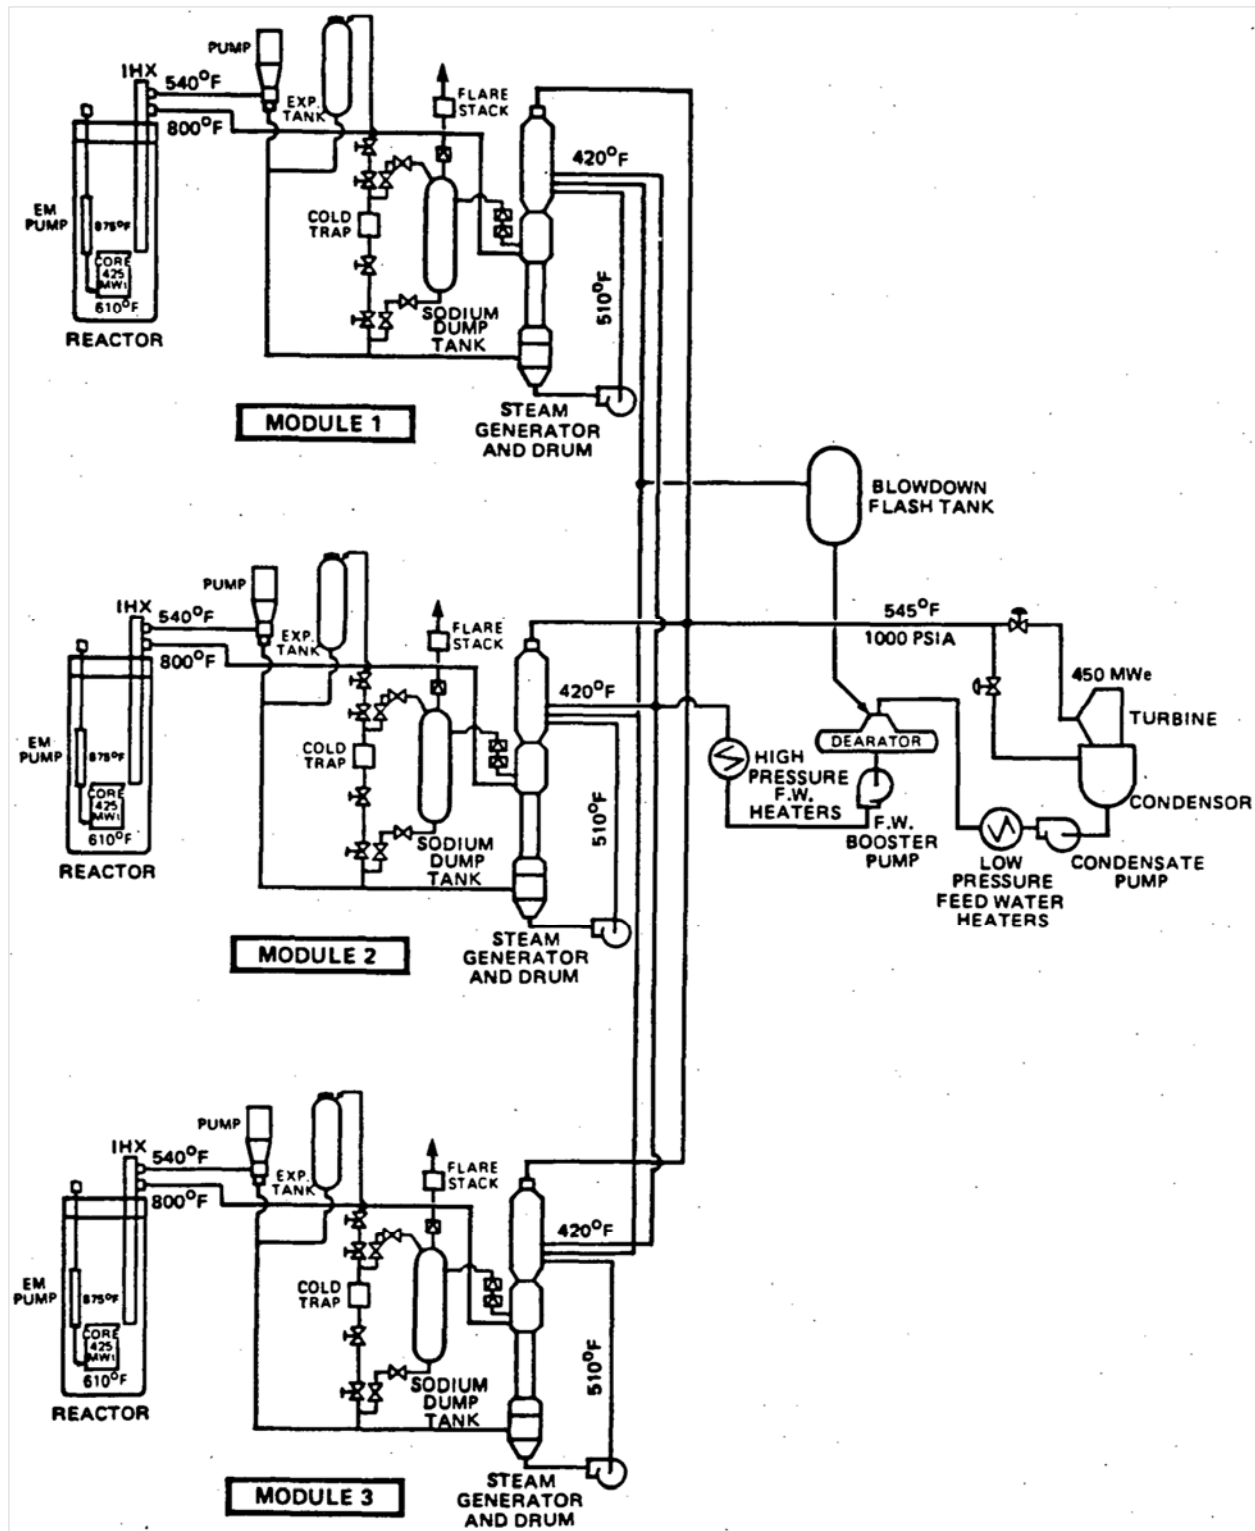 PUMP
IHX
540°F
800°F
EXP.
TANK
FLARE
STACK
420°F
EM
PUMP
875°F
CORE
425
MWt
610°F
REACTOR
COLD
TRAP
SODIUM
DUMP
TANK
510°F
STEAM
GENERATOR
AND DRUM
MODULE 1
BLOWDOWN
FLASH TANK
PUMP
IHX
540°F
800°F
EXP.
TANK
FLARE
STACK
420°F
EM
PUMP
875°F
CORE
425
MWt
610°F
REACTOR
COLD
TRAP
SODIUM
DUMP
TANK
510°F
STEAM
GENERATOR
AND DRUM
MODULE 2
545°F
1000 PSIA
450 MWe
TURBINE
DEARATOR
HIGH
PRESSURE
F.W.
HEATERS
F.W.
BOOSTER
PUMP
CONDENSOR
LOW
PRESSURE
FEED WATER
HEATERS
CONDENSATE
PUMP
PUMP
IHX
540°F
800°F
EXP.
TANK
FLARE
STACK
420°F
EM
PUMP
875°F
CORE
425
MWt
610°F
REACTOR
COLD
TRAP
SODIUM
DUMP
TANK
510°F
STEAM
GENERATOR
AND DRUM
MODULE 3